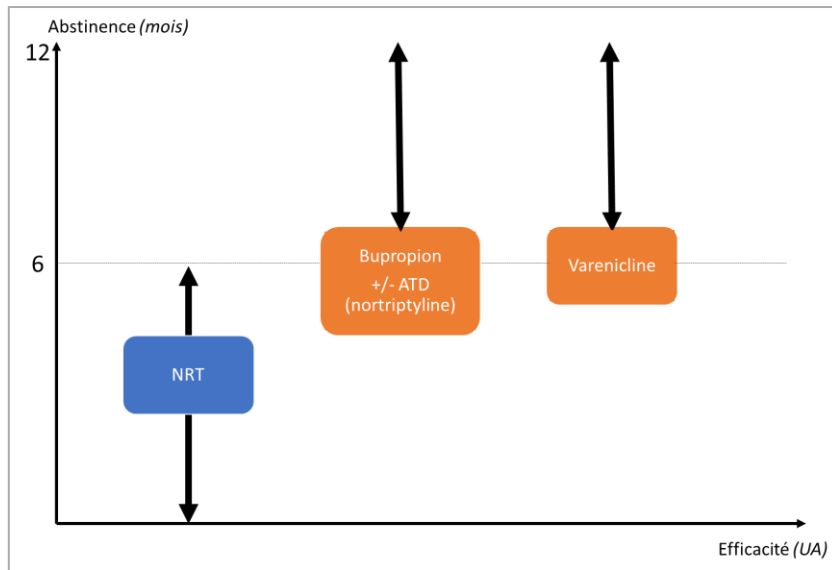 Abstinence (mois)
12
Bupropion
+/- ATD
(nortriptyline)
Varenicline
6
NRT
Efficacité (UA)